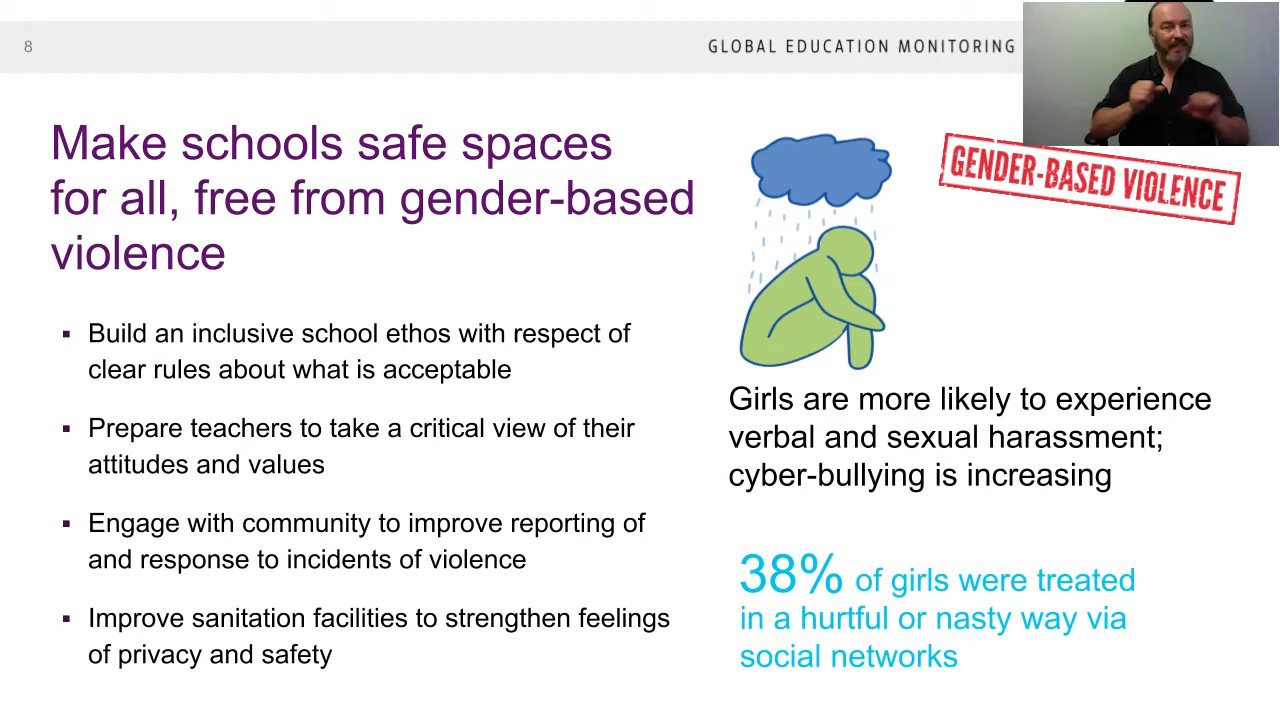 8
GLOBAL EDUCATION MONITORING
Make schools safe spaces
for all, free from gender-based
violence
▪ Build an inclusive school ethos with respect of
clear rules about what is acceptable
▪ Prepare teachers to take a critical view of their
attitudes and values
▪ Engage with community to improve reporting of
and response to incidents of violence
▪ Improve sanitation facilities to strengthen feelings
of privacy and safety
GENDER-BASED VIOLENCE
Girls are more likely to experience
verbal and sexual harassment;
cyber-bullying is increasing
38% of girls were treated
in a hurtful or nasty way via
social networks